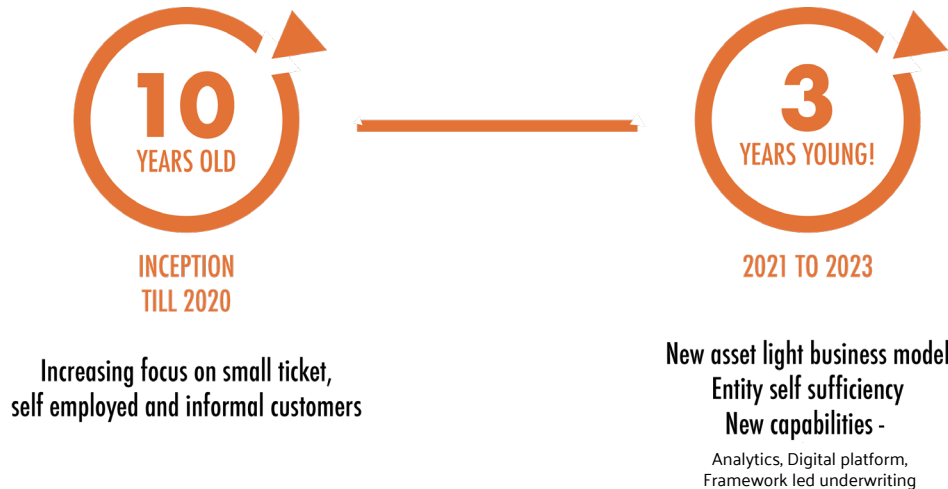 10
YEARS OLD
INCEPTION
TILL 2020
Increasing focus on small ticket,
self employed and informal customers
3
YEARS YOUNG!
2021 TO 2023
New asset light business model
Entity self sufficiency
New capabilities -
Analytics, Digital platform,
Framework led underwriting